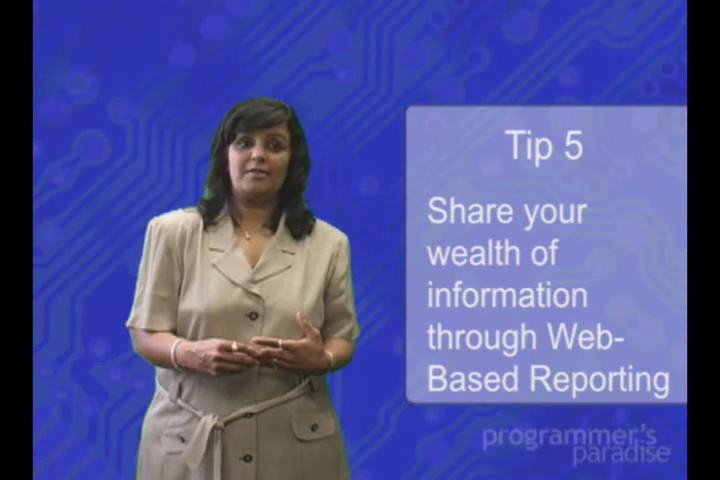 Tip 5
Share your
wealth of
information
through Web-
Based Reporting
programmer's
paradise